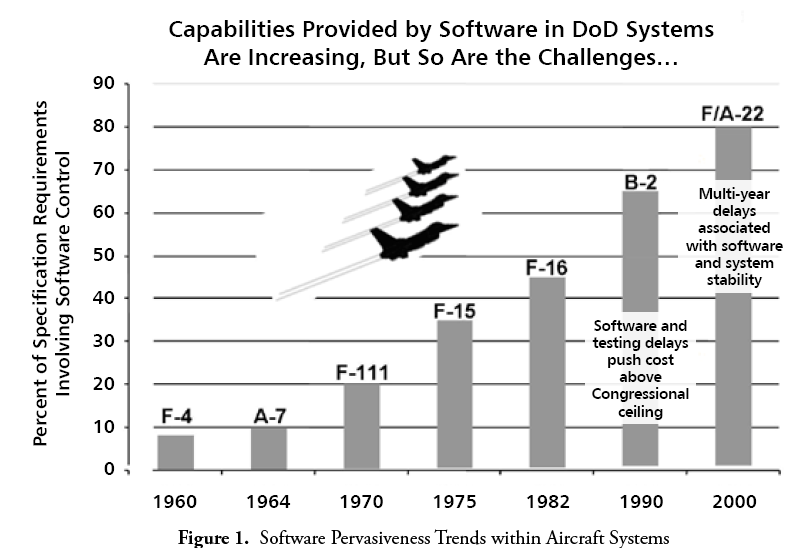 Capabilities Provided by Software in DoD Systems
Are Increasing, But So Are the Challenges…
Percent of Specification Requirements
Involving Software Control
90
80
70
60
50
40
30
20
10
0
F-4
A-7
F-111
F-15
F-16
B-2
F/A-22
Software and
testing delays
push cost
above
Congressional
ceiling
Multi-year
delays
associated
with software
and system
stability
1960
1964
1970
1975
1982
1990
2000
Figure 1. Software Pervasiveness Trends within Aircraft Systems